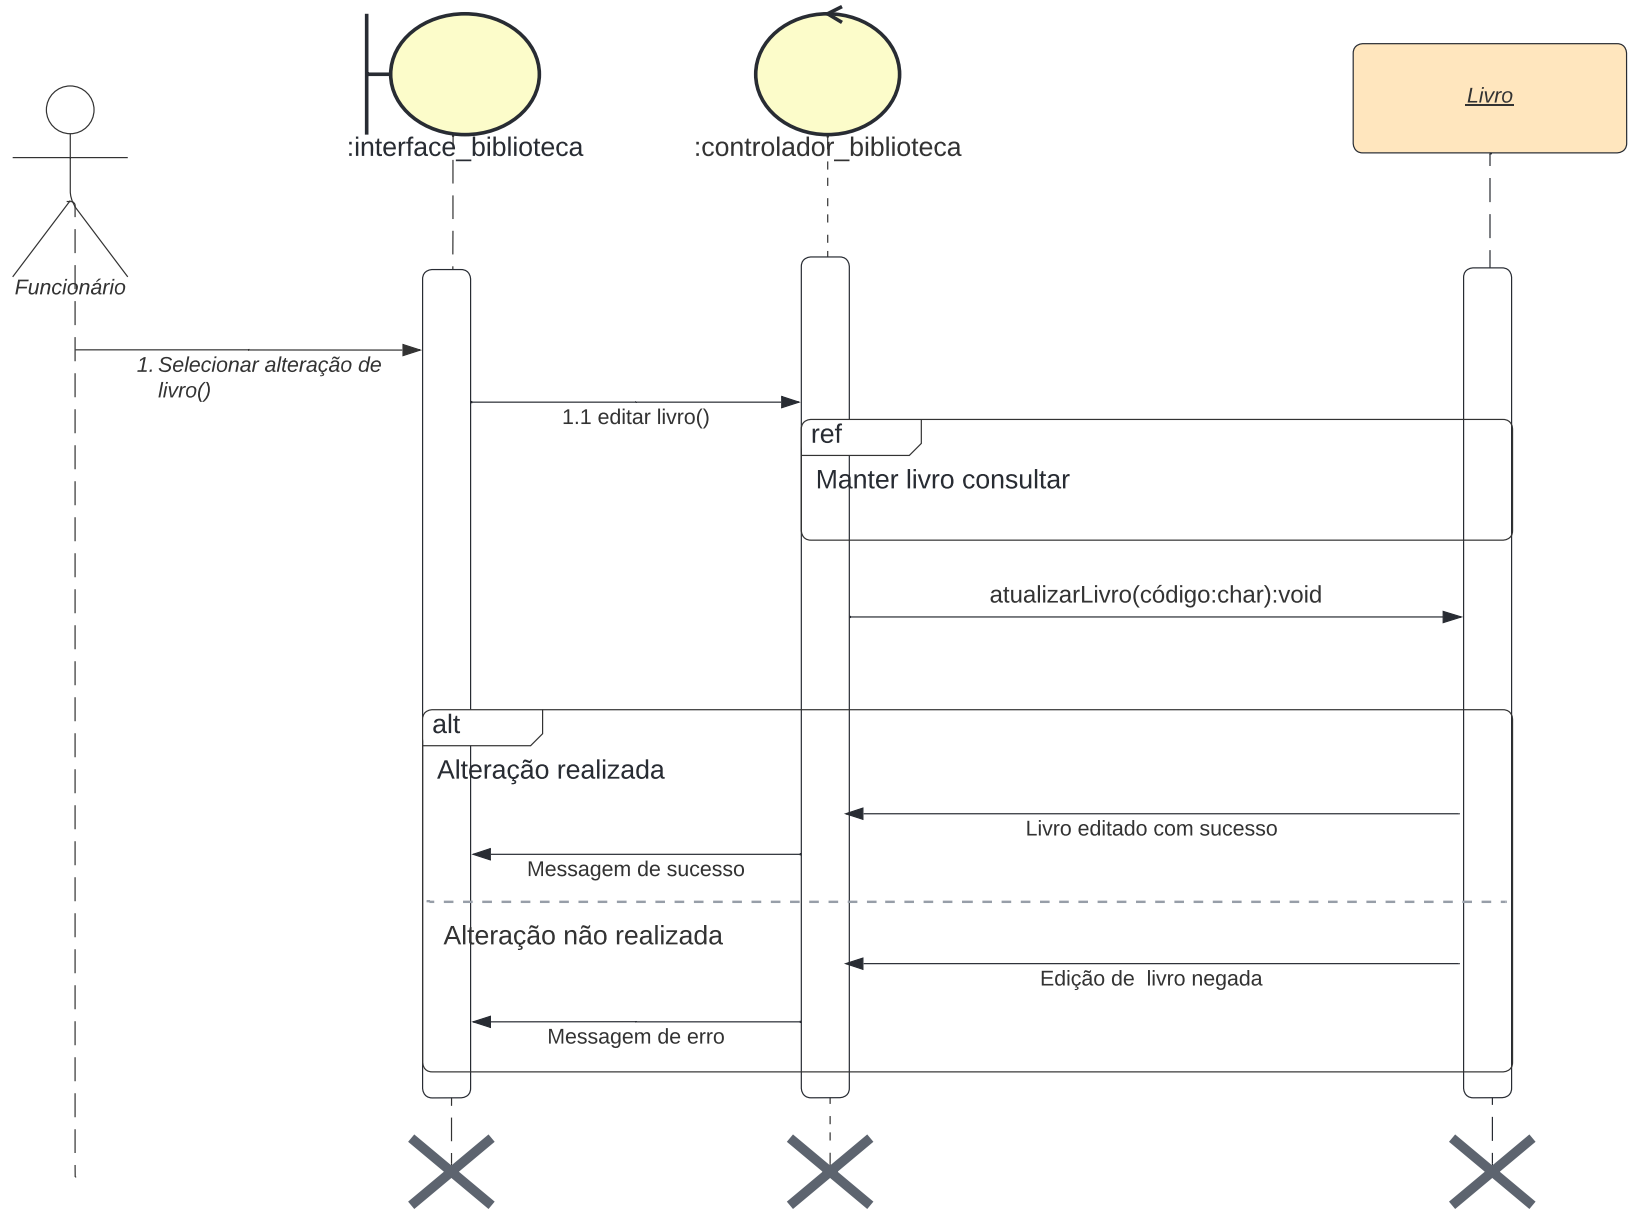 Livro
:interface_biblioteca
:controlador_biblioteca
Funcionário
1. Selecionar alteração de
livro()
1.1 editar livro()
ref
Manter livro consultar
atualizarLivro(código:char):void
alt
Alteração realizada
Livro editado com sucesso
Messagem de sucesso
Alteração não realizada
Edição de  livro negada
Messagem de erro